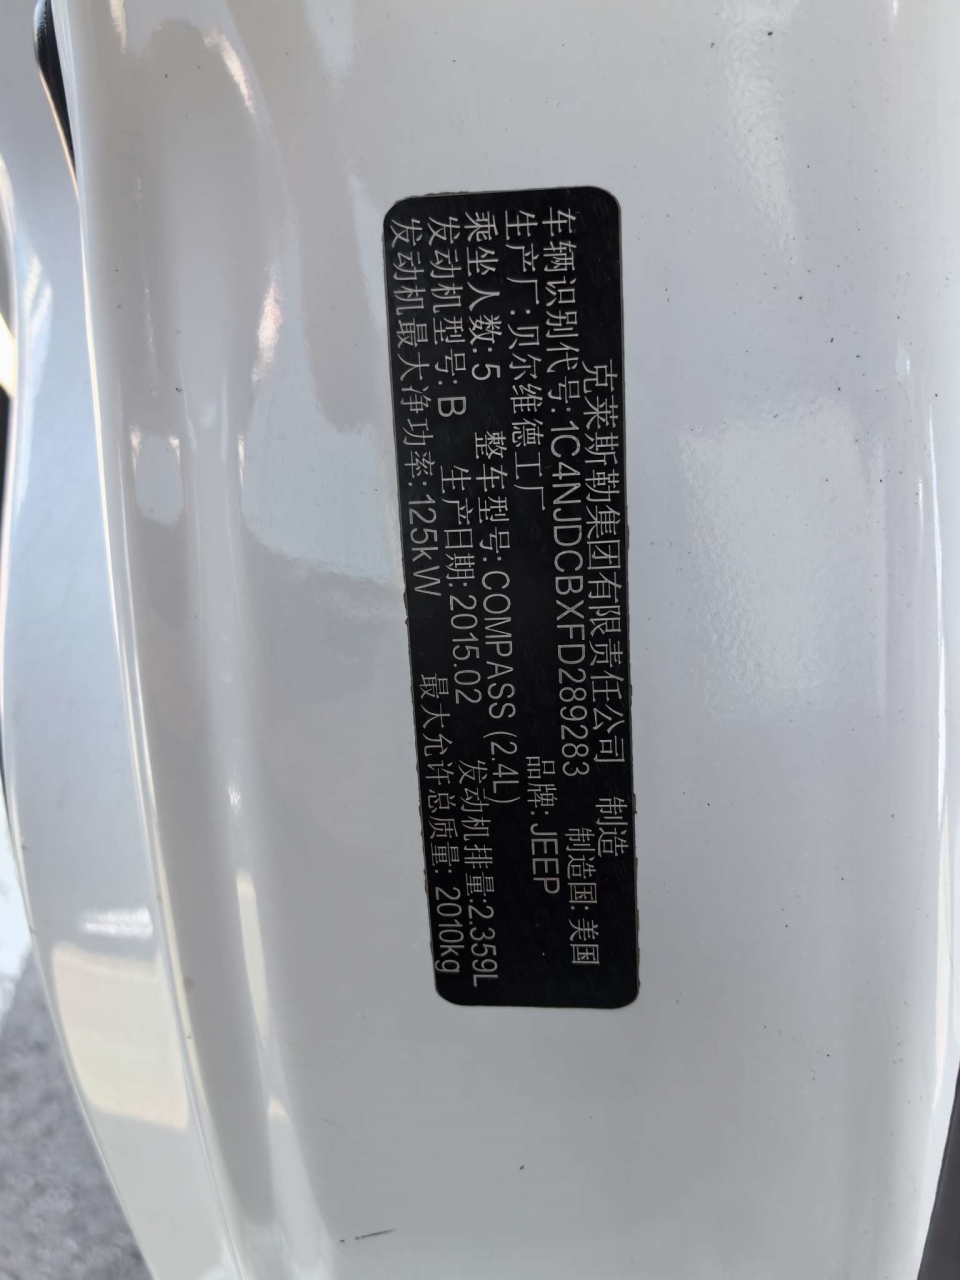 克莱斯勒集团有限责任公司 制造
车辆识别代号: 1C4NJDCBXFD289283 制造国: 美国
生产厂: 贝尔维德工厂 品牌: JEEP
乘坐人数: 5 整车型号: COMPASS (2.4L) 发动机排量: 2.359L
发动机型号: B 生产日期: 2015.02 最大允许总质量: 2010kg
发动机最大净功率: 125kW